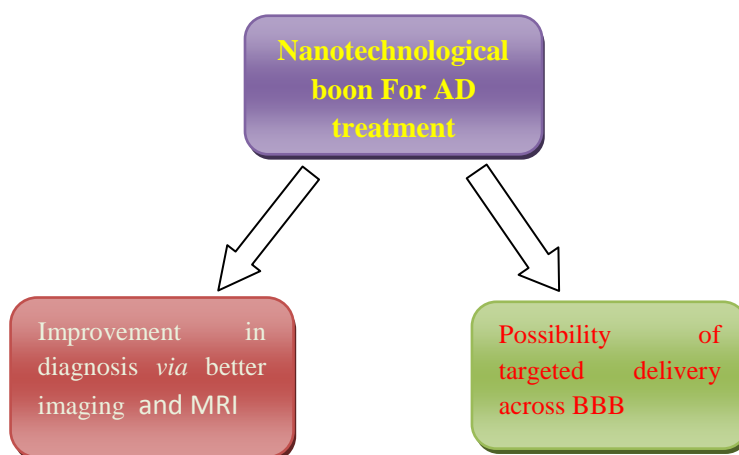 Nanotechnological
boon For AD
treatment
Improvement in
diagnosis via better
imaging and MRI
Possibility of
targeted delivery
across BBB